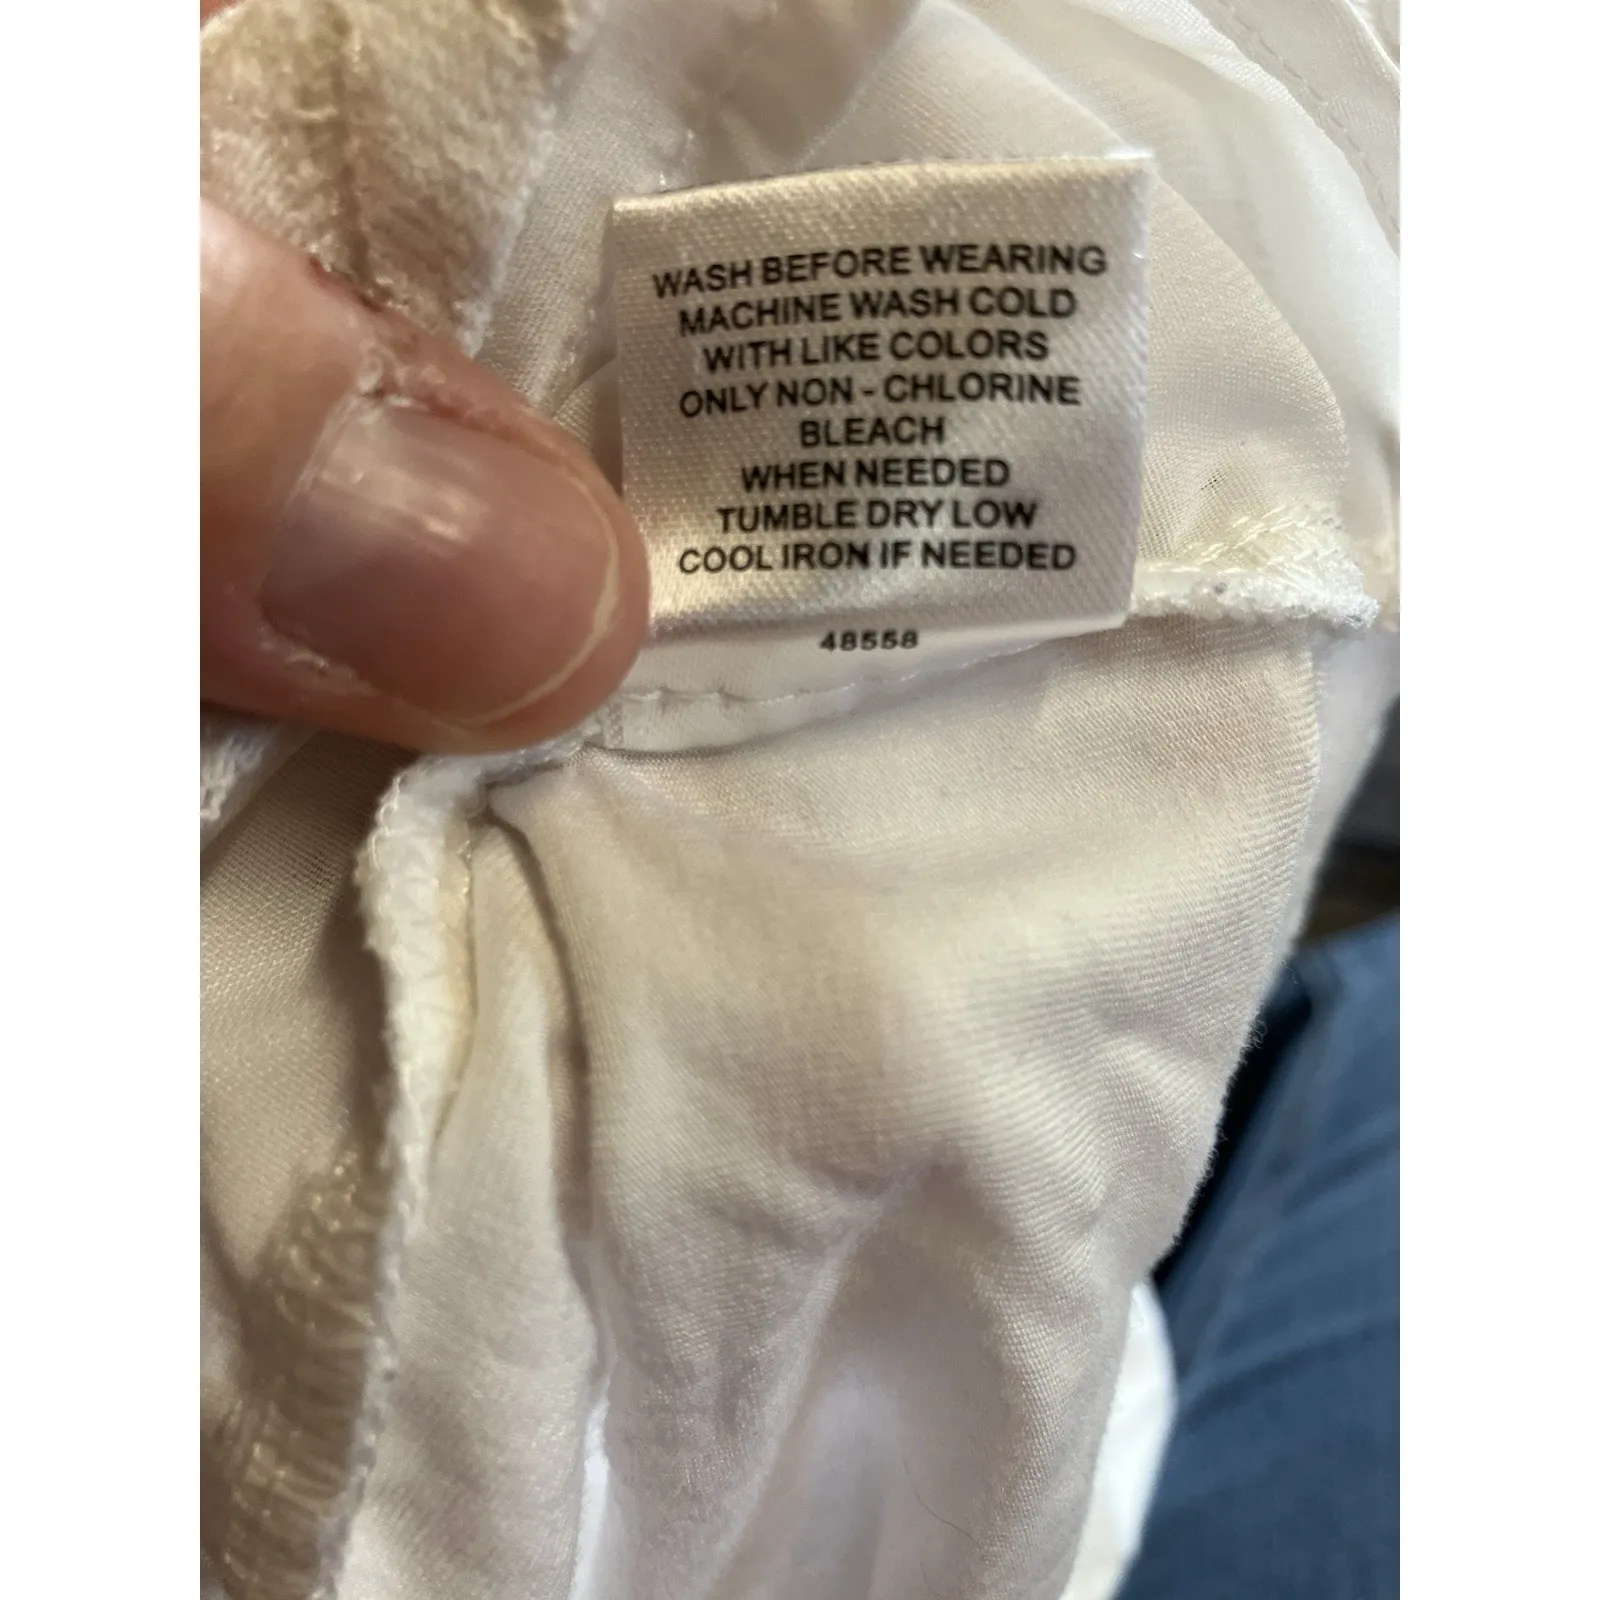 WASH BEFORE WEARING
MACHINE WASH COLD
WITH LIKE COLORS
ONLY NON - CHLORINE
BLEACH
WHEN NEEDED
TUMBLE DRY LOW
COOL IRON IF NEEDED
48558